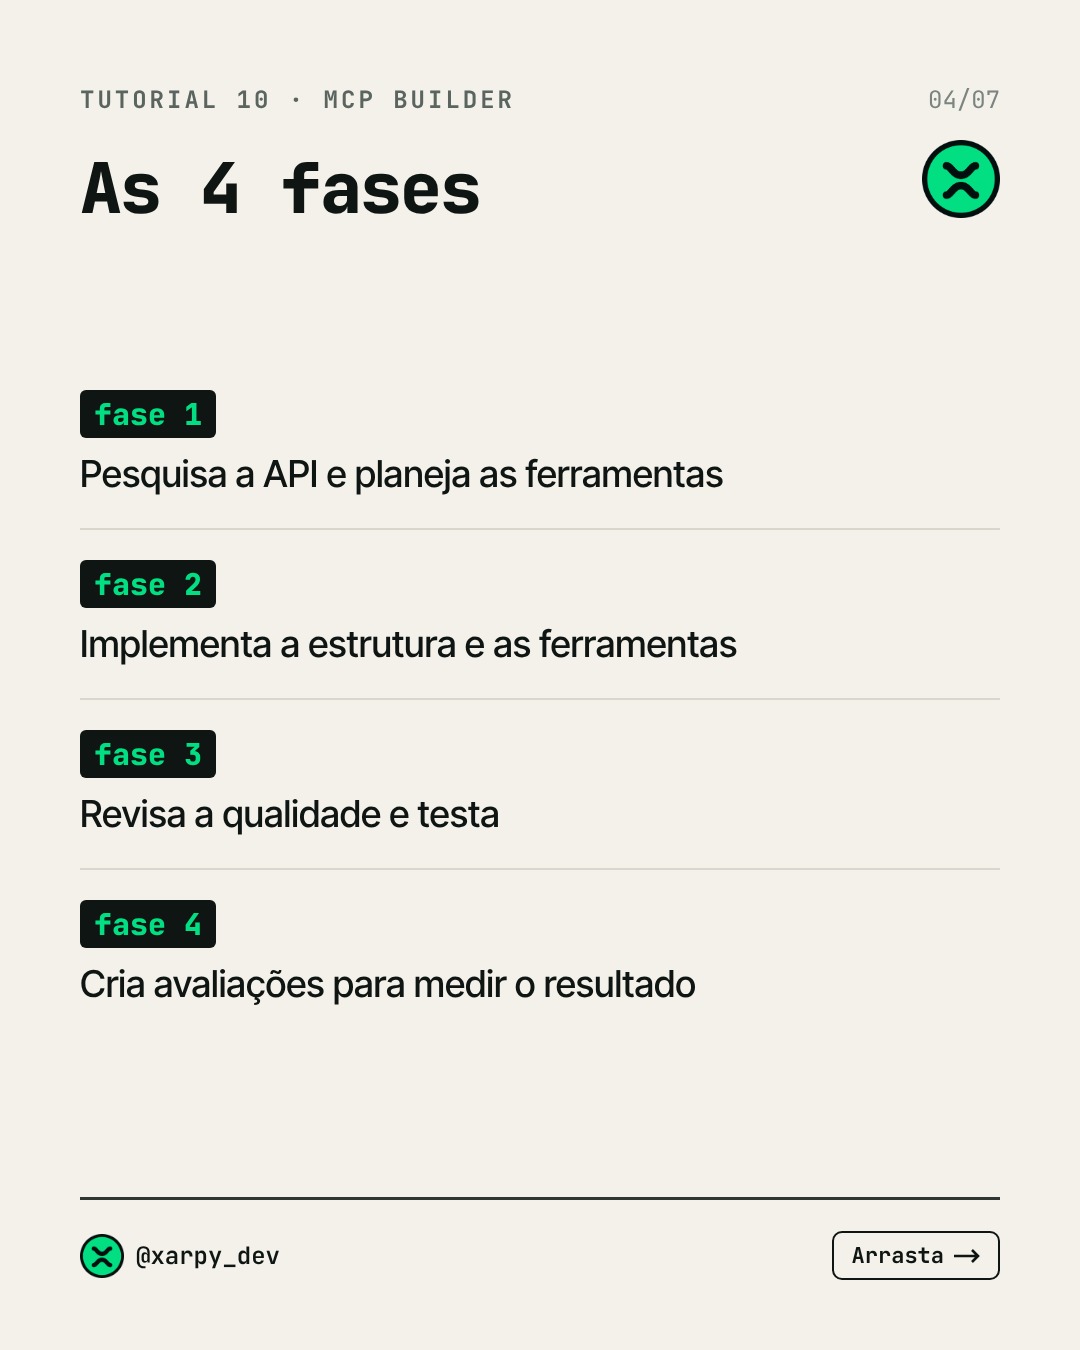 TUTORIAL 10 · MCP BUILDER
04/07
As 4 fases
fase 1
Pesquisa a API e planeja as ferramentas
fase 2
Implementa a estrutura e as ferramentas
fase 3
Revisa a qualidade e testa
fase 4
Cria avaliações para medir o resultado
@xarpy_dev
Arrasta →